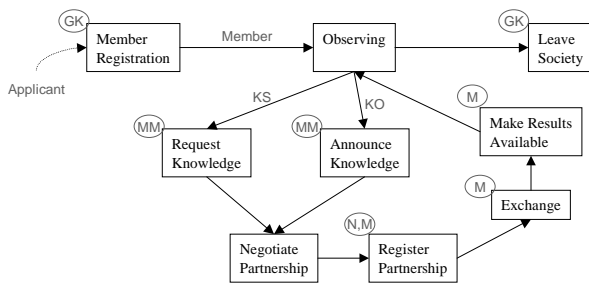 GK
Member
Registration
Member
Observing
GK
Leave
Society
Applicant
KS
KO
M
MM
Request
Knowledge
MM
Announce
Knowledge
Make Results
Available
M
Exchange
N,M
Negotiate
Partnership
Register
Partnership